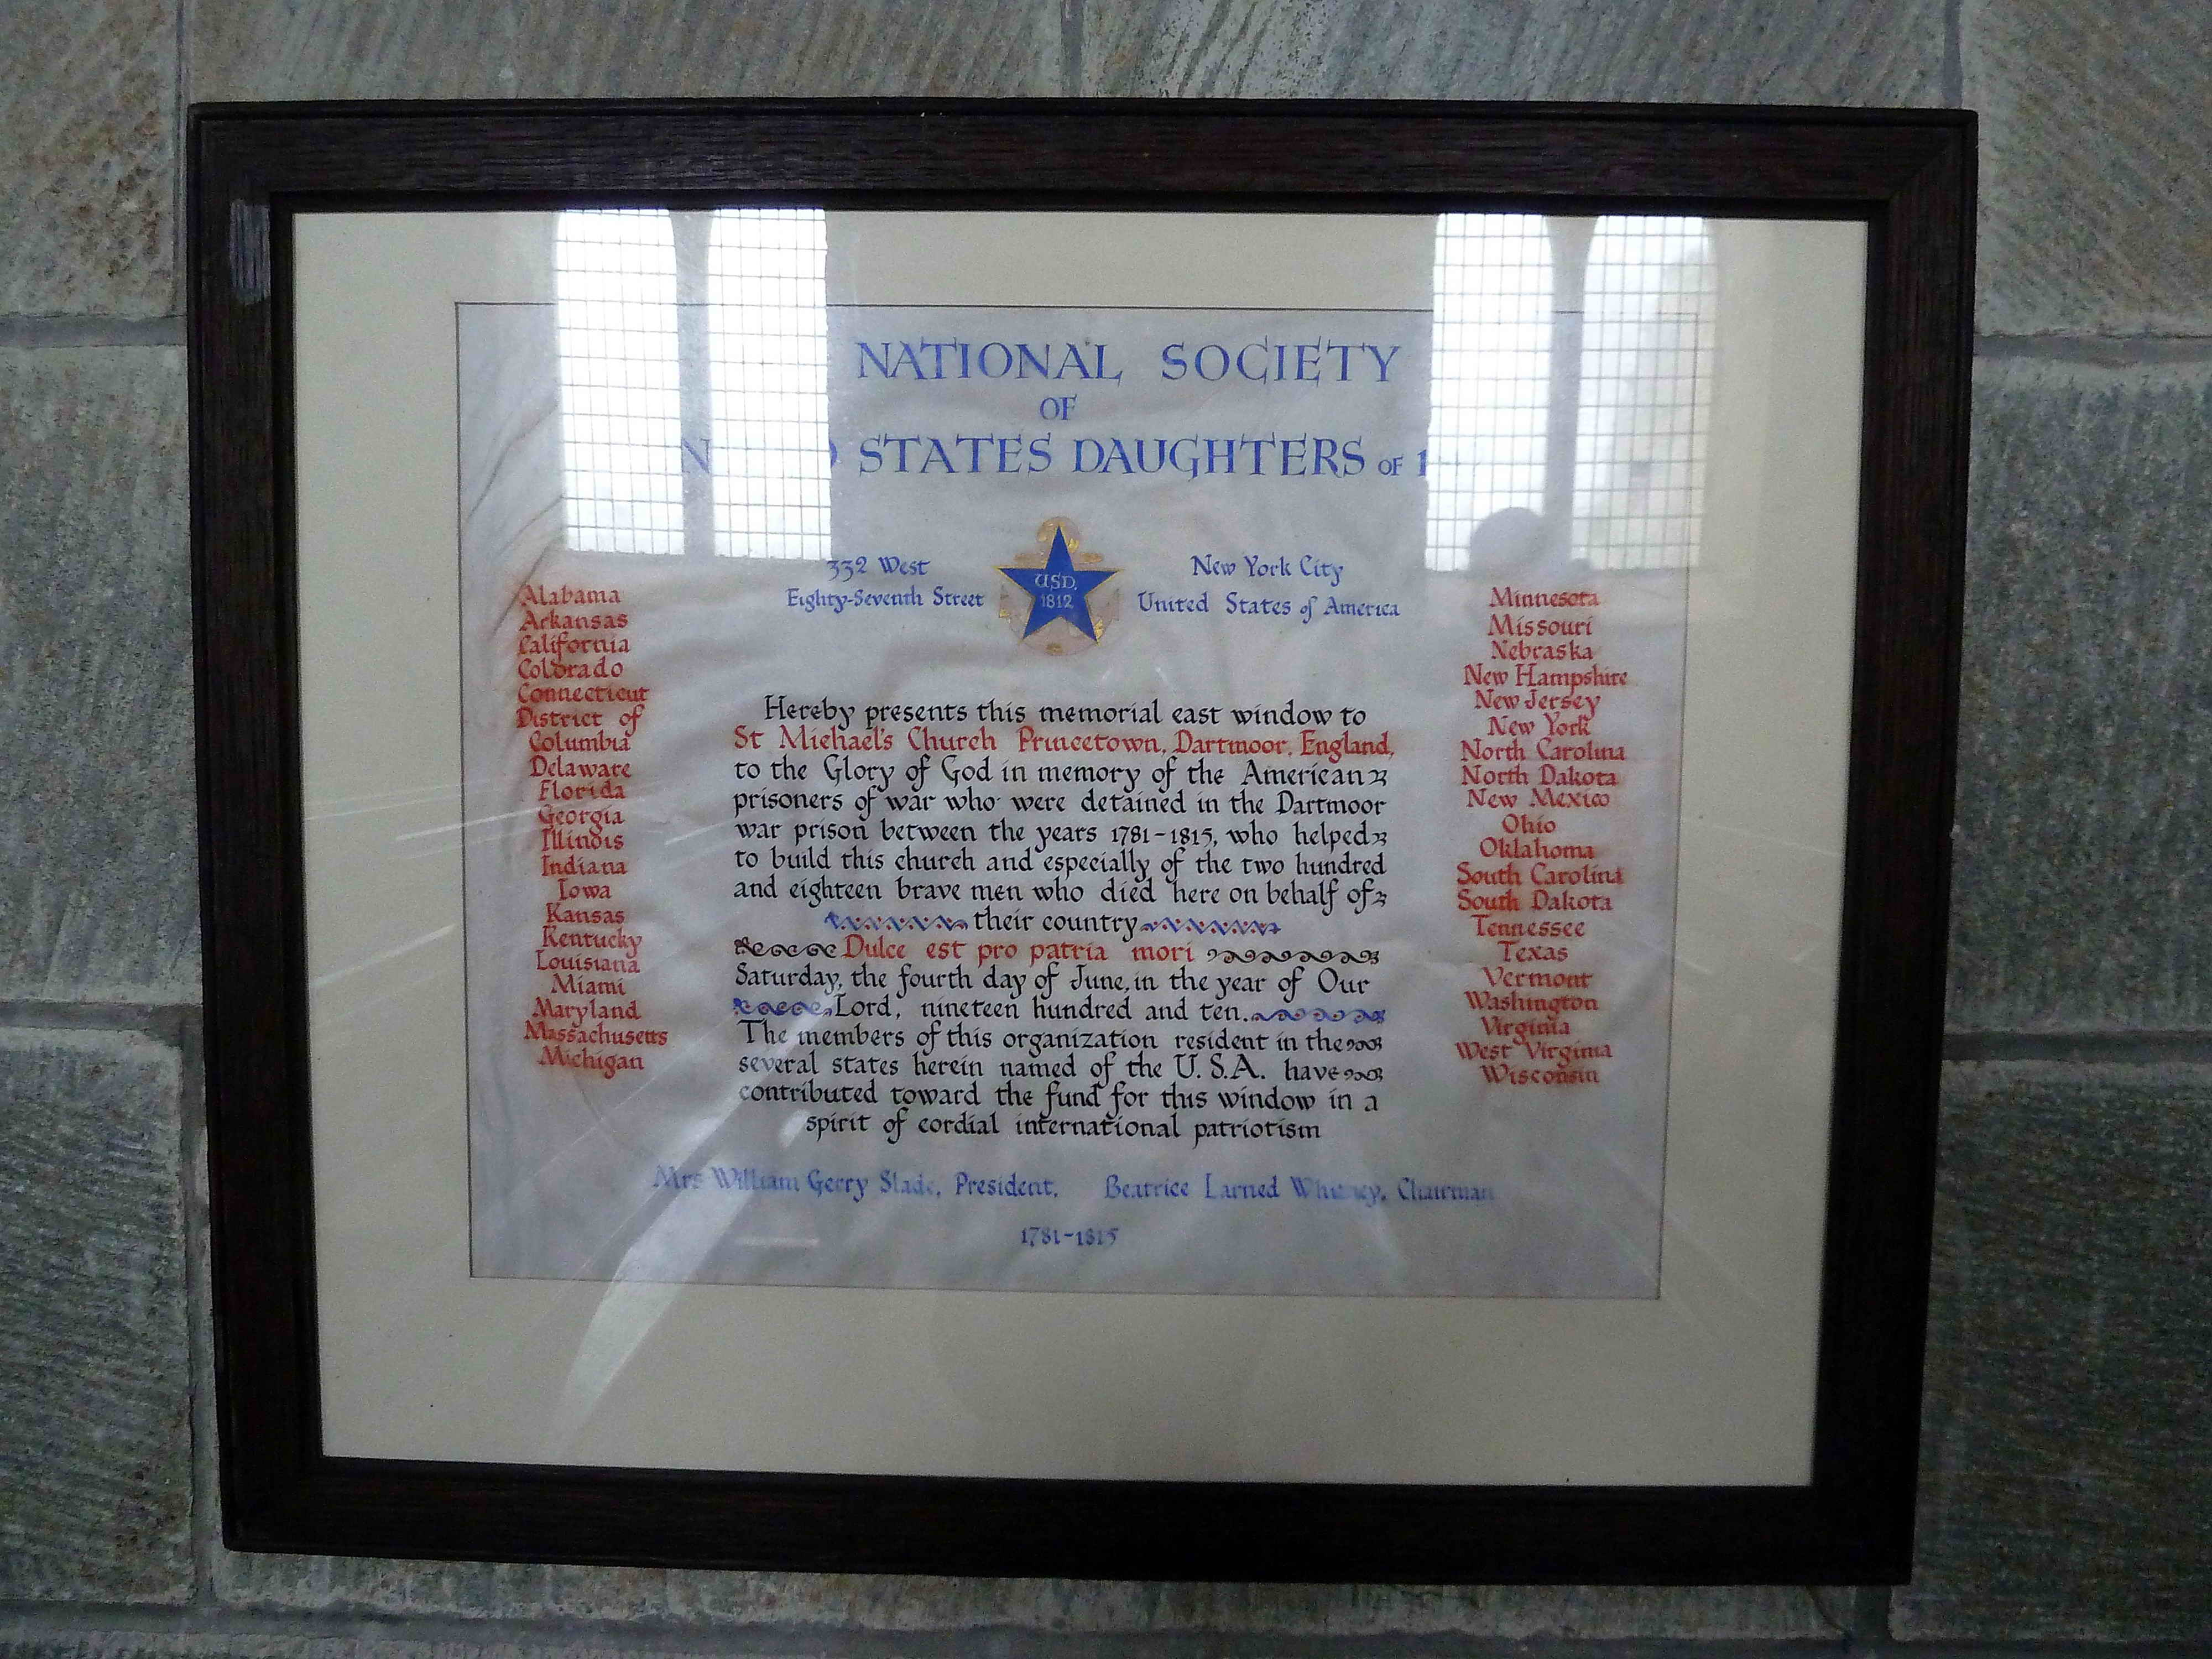 NATIONAL SOCIETY
OF
STATES DAUGHTERS OF
332 West
Eighty-Seventh Street
U.S.D.
1812
New York City
United States of America
Alabama
Arkansas
California
Colorado
Connecticut
District of
Columbia
Delaware
Florida
Georgia
Illinois
Indiana
Iowa
Kansas
Kentucky
Louisiana
Miami
Maryland
Massachusetts
Michigan
Hereby presents this memorial east window to
St Michael's Church Princetown, Dartmoor, England,
to the Glory of God in memory of the American
prisoners of war who were detained in the Dartmoor
war prison between the years 1781-1815, who helped
to build this church and especially of the two hundred
and eighteen brave men who died here on behalf of
their country
Dulce est pro patria mori
Saturday, the fourth day of June, in the year of Our
Lord, nineteen hundred and ten.
The members of this organization resident in the
several states herein named of the U.S.A. have
contributed toward the fund for this window in a
spirit of cordial international patriotism
Mrs William Gerry Slade, President, Beatrice Larned Whitney, Chairman
1781-1815
Minnesota
Missouri
Nebraska
New Hampshire
New Jersey
New York
North Carolina
North Dakota
New Mexico
Ohio
Oklahoma
South Carolina
South Dakota
Tennessee
Texas
Vermont
Washington
Virginia
West Virginia
Wisconsin